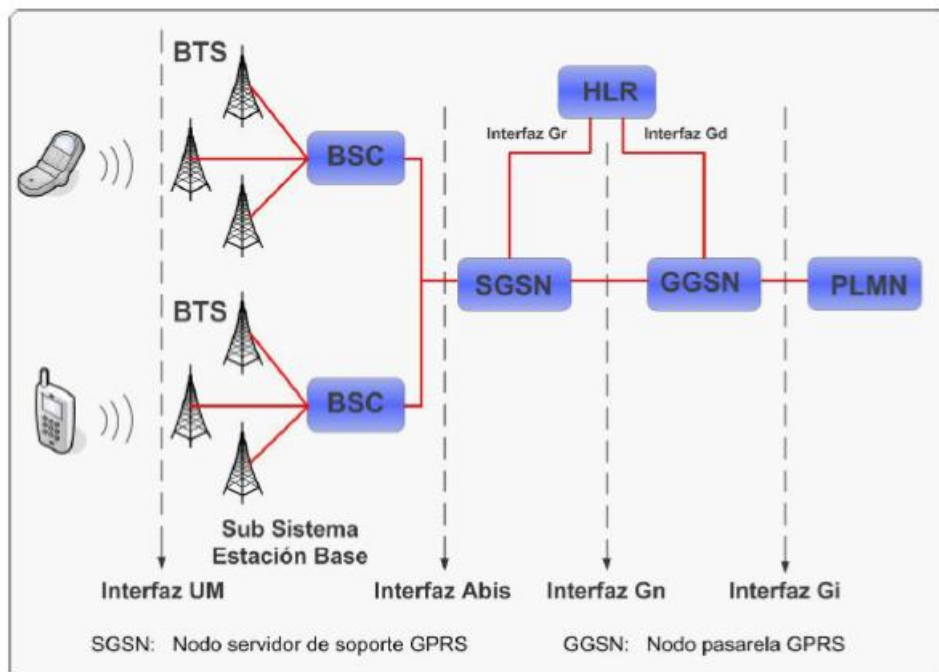 BTS
HLR
Interfaz Gr
Interfaz Gd
BSC
SGSN
GGSN
PLMN
BTS
BSC
Sub Sistema
Estación Base
Interfaz UM
Interfaz Abis
Interfaz Gn
Interfaz Gi
SGSN: Nodo servidor de soporte GPRS
GGSN: Nodo pasarela GPRS